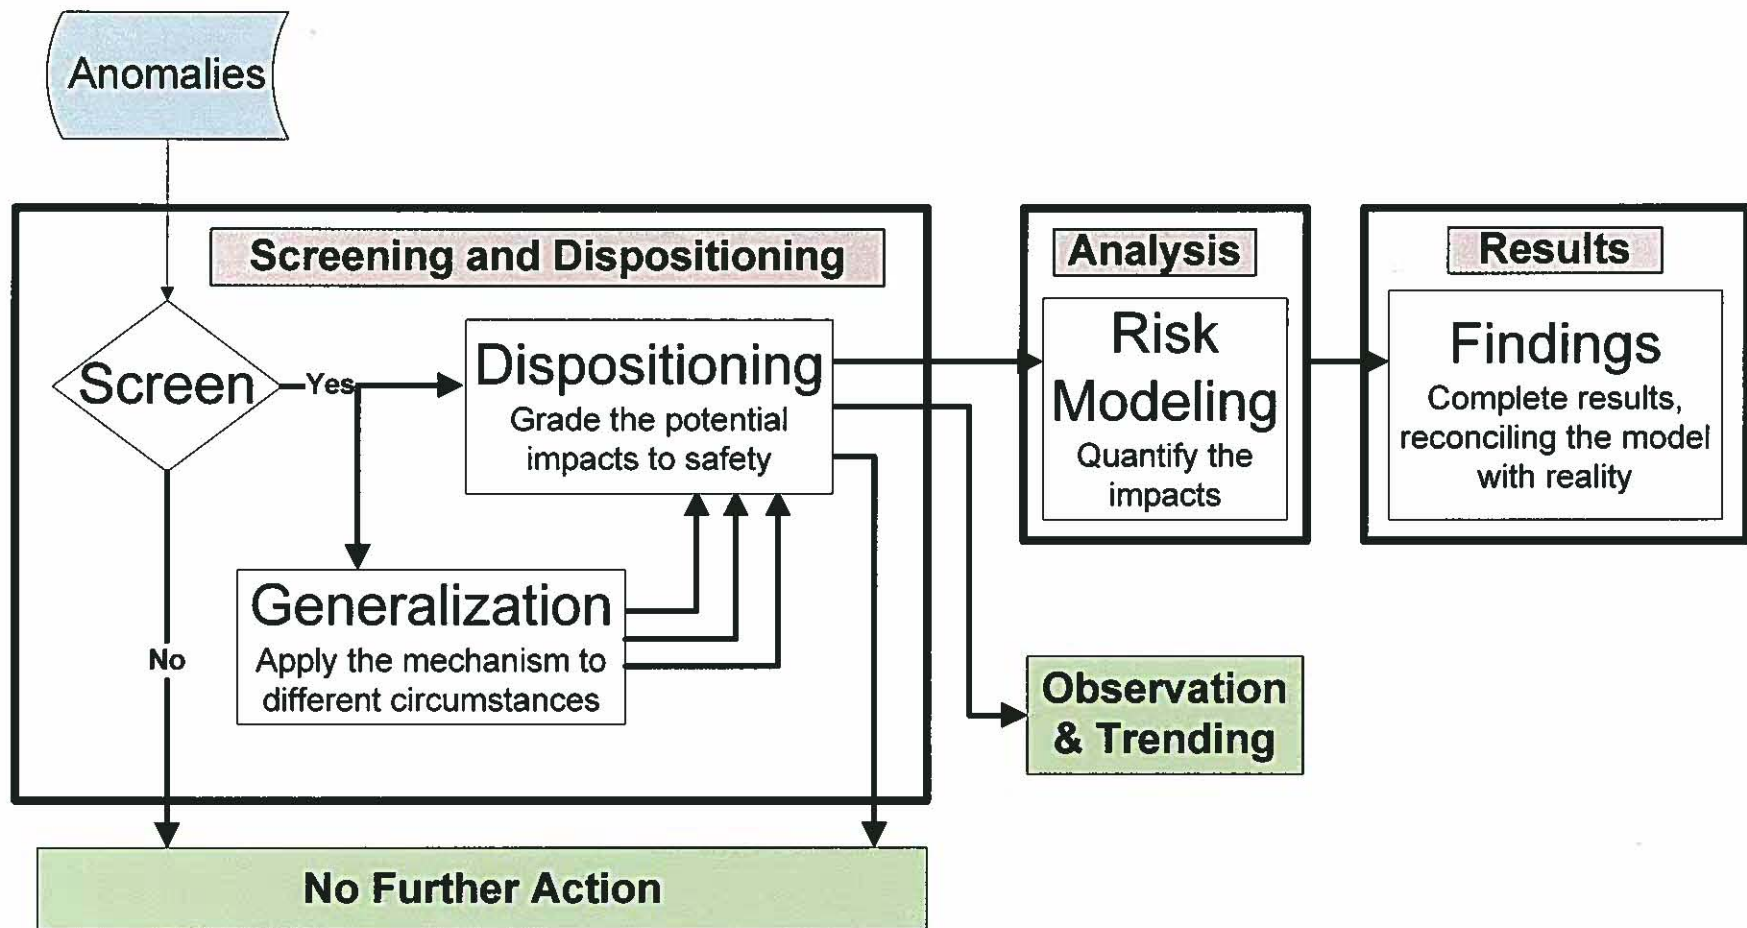 Anomalies
Screening and Dispositioning
Screen
Yes
No
Dispositioning
Grade the potential
impacts to safety
Generalization
Apply the mechanism to
different circumstances
Analysis
Risk
Modeling
Quantify the
impacts
Results
Findings
Complete results,
reconciling the model
with reality
Observation
& Trending
No Further Action